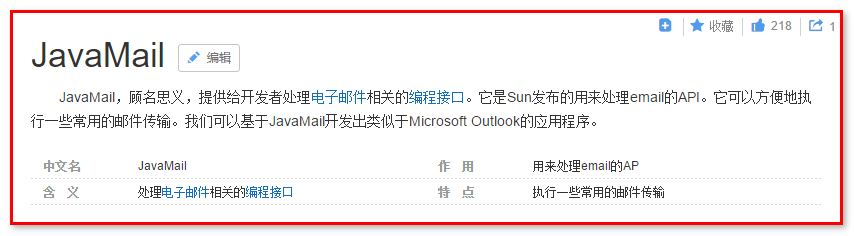 收藏 218 1
JavaMail 编辑
JavaMail，顾名思义，提供给开发者处理电子邮件相关的编程接口。它是Sun发布的用来处理email的API。它可以方便地执
行一些常用的邮件传输。我们可以基于JavaMail开发出类似于Microsoft Outlook的应用程序。
中文名 JavaMail 作 用 用来处理email的AP
含 义 处理电子邮件相关的编程接口 特 点 执行一些常用的邮件传输